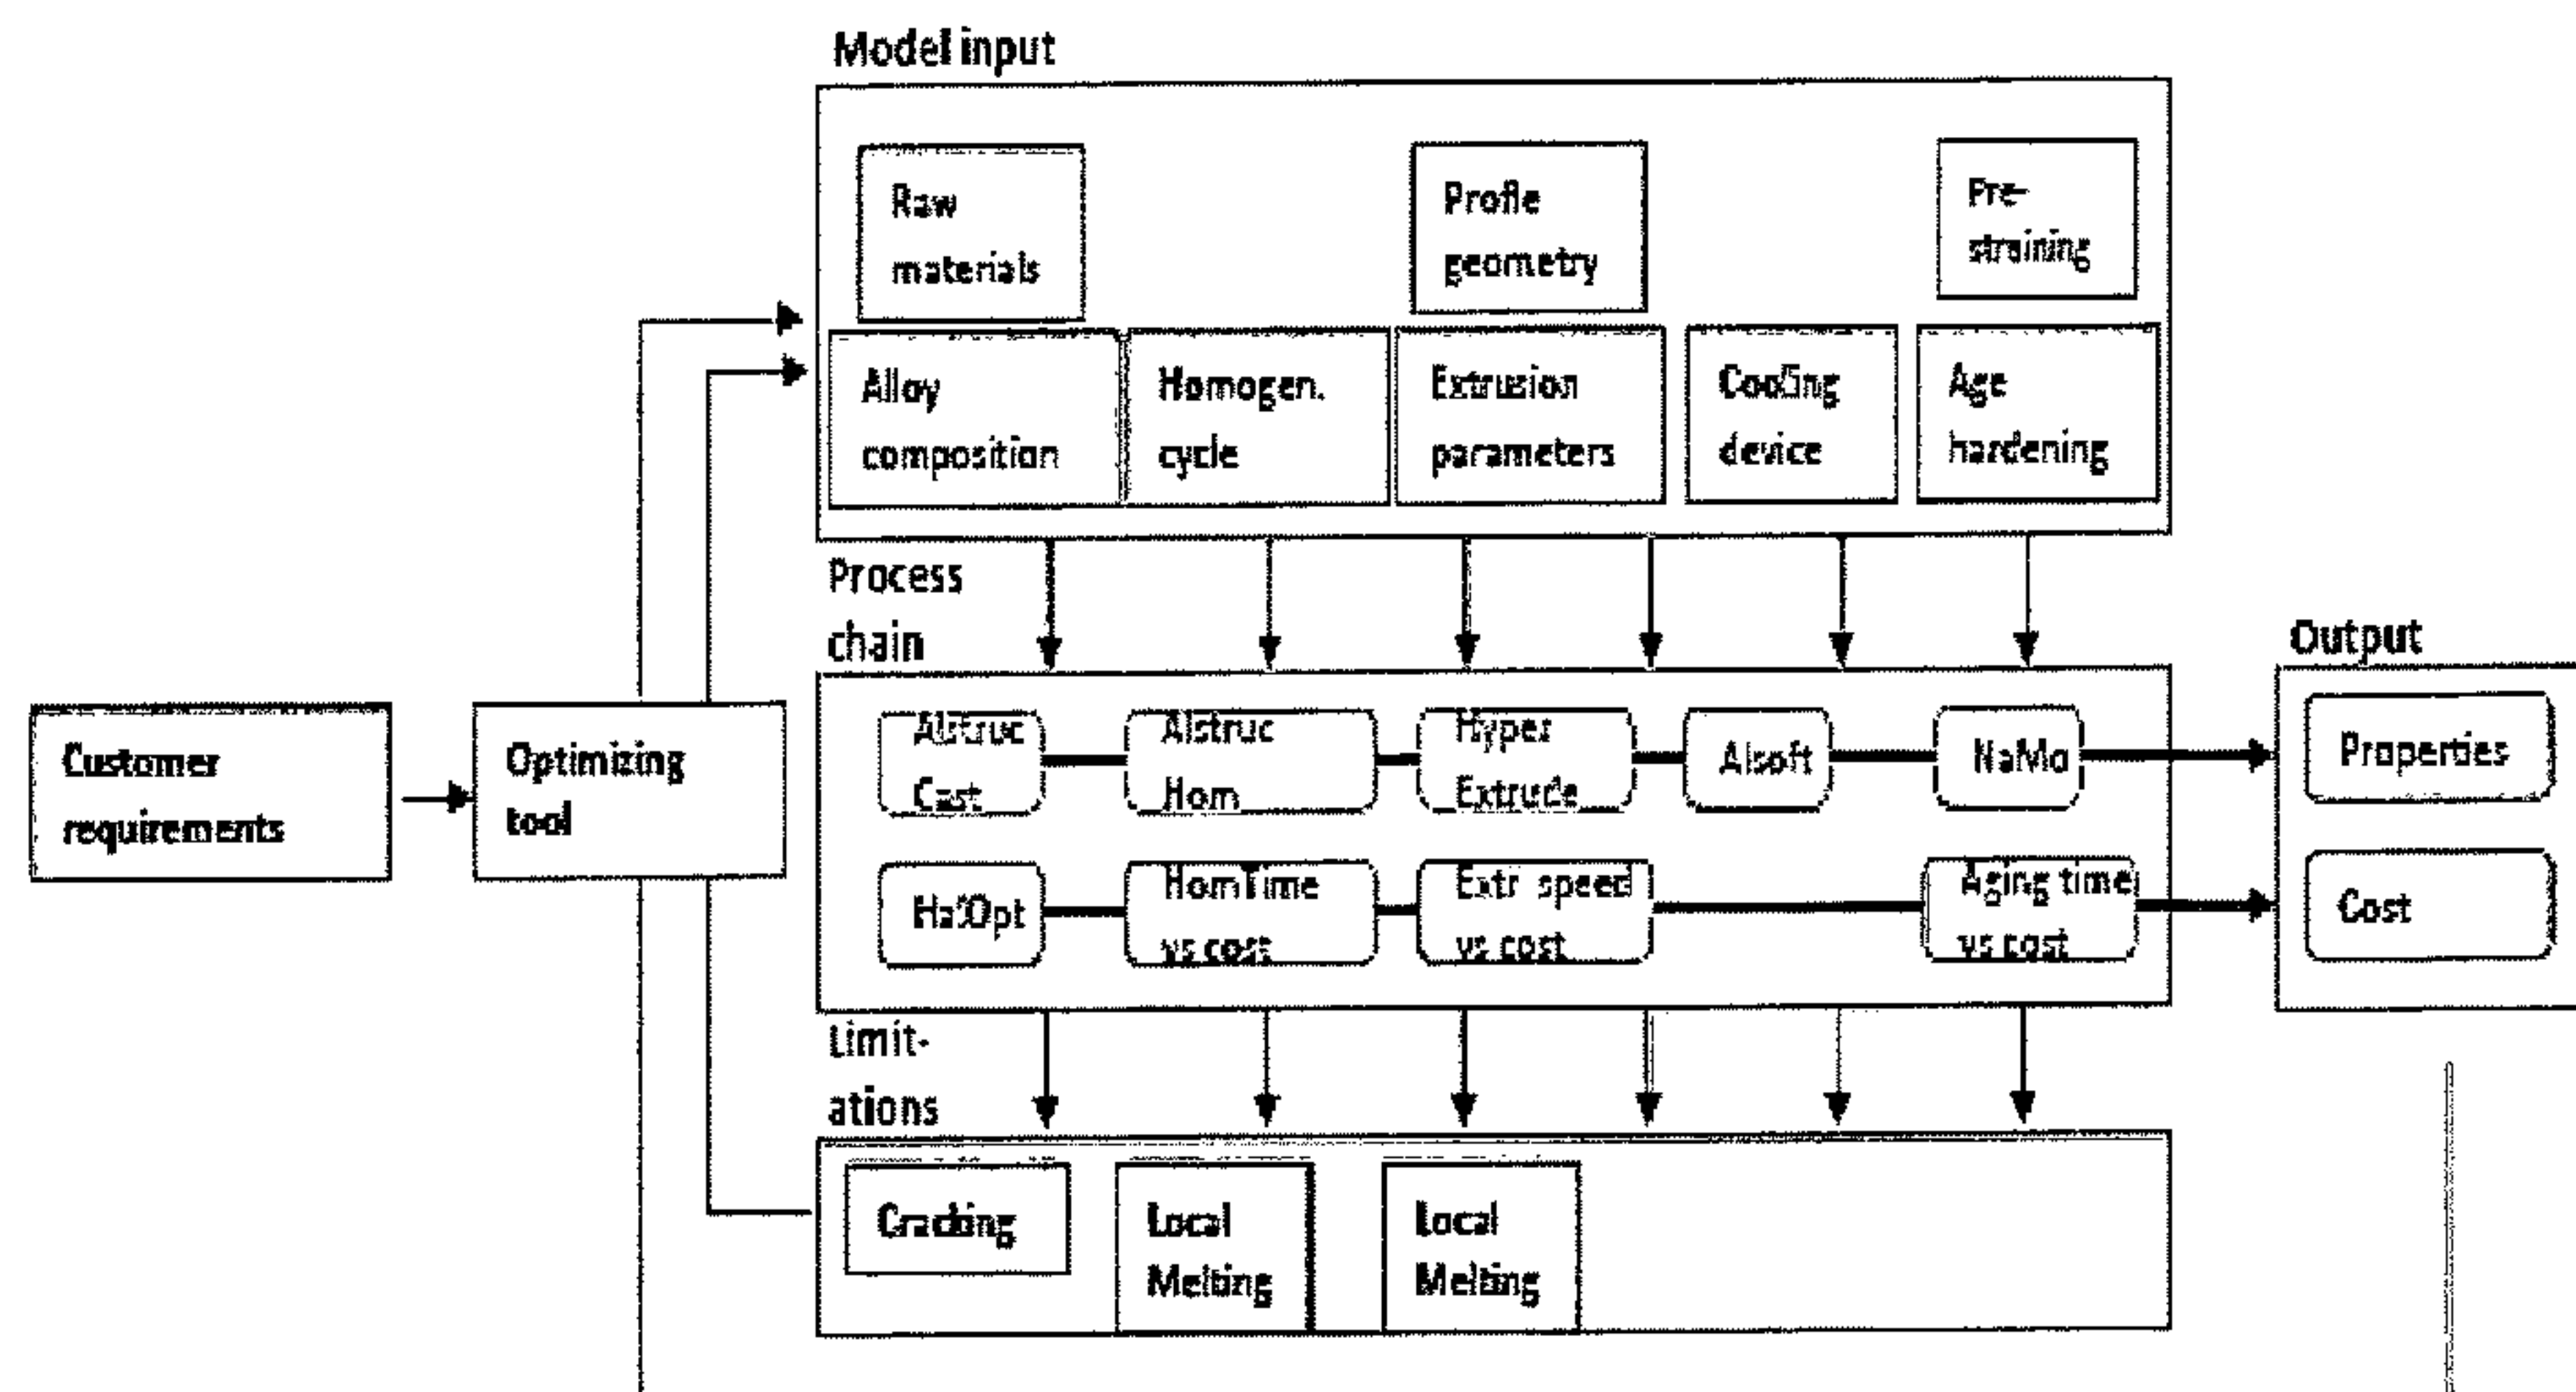 Model input
Raw
materials
Profile
geometry
Pre-
straining
Alloy
composition
Homogen.
cycle
Extrusion
parameters
Cooling
device
Age
hardening
Process
chain
Output
Customer
requirements
Optimizing
tool
Alstruc
Cast
Alstruc
Hom
Hyper
Extrude
Alsoft
NaMo
Properties
HomTime
vs cost
Extr speed
vs cost
Aging time
vs cost
Cost
Limit-
ations
Cracking
Local
Melting
Local
Melting